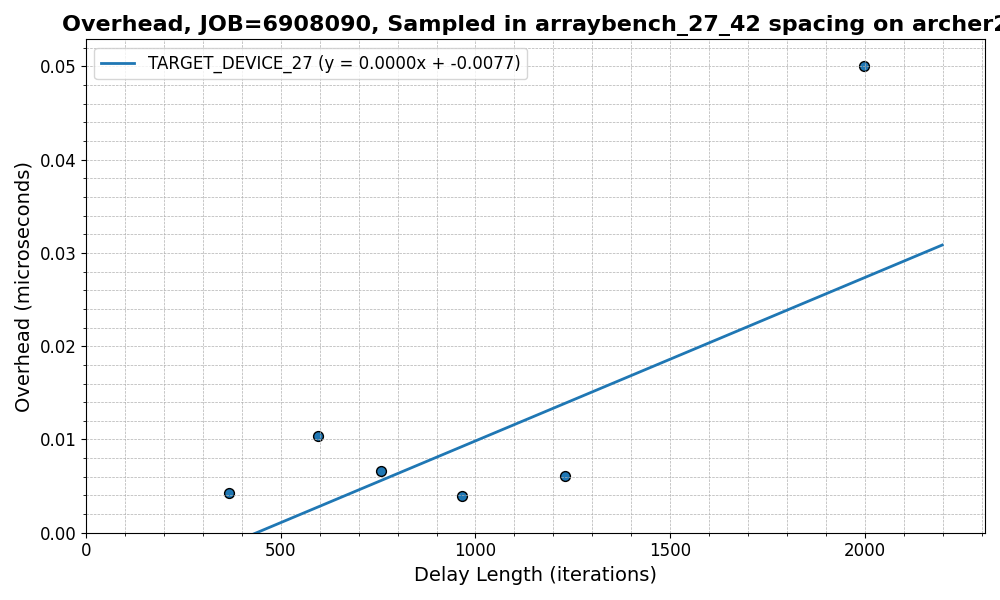 Overhead, JOB=6908090, Sampled in arraybench_27_42 spacing on archer2
TARGET_DEVICE_27 (y = 0.0000x + -0.0077)
0.05
0.04
0.03
0.02
0.01
0.00
Overhead (microseconds)
0 500 1000 1500 2000
Delay Length (iterations)